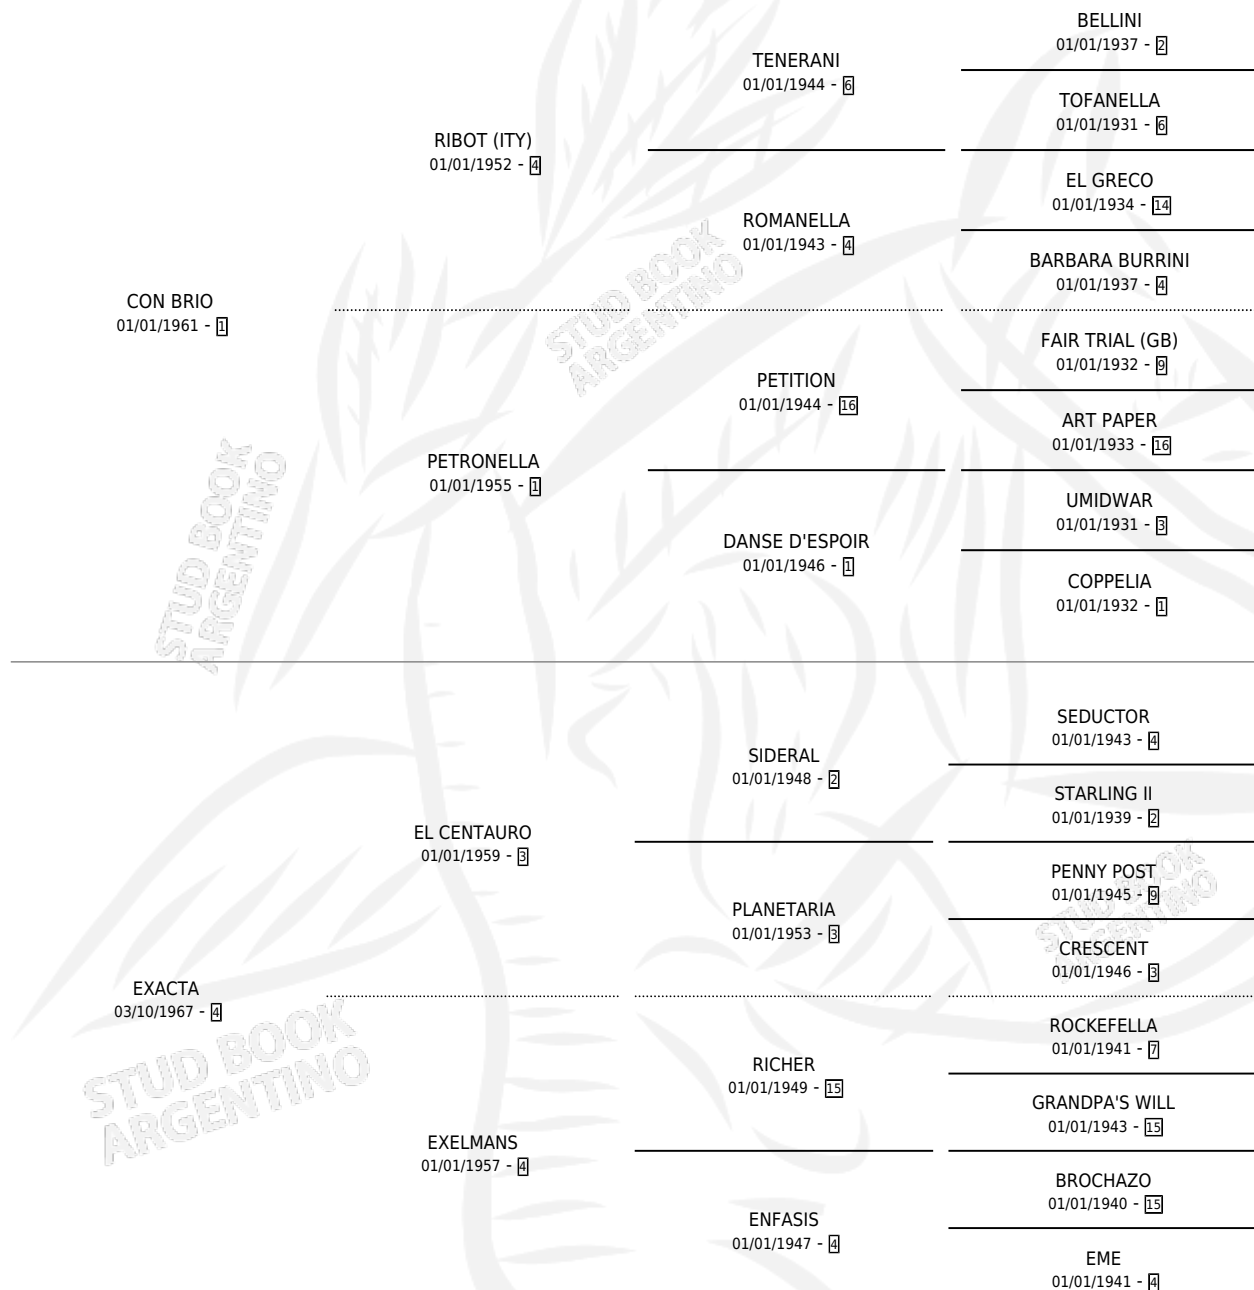 BELLINI
01/01/1937 - 2
TENERANI
01/01/1944 - 6
TOFANELLA
01/01/1931 - 6
RIBOT (ITY)
01/01/1952 - 4
EL GRECO
01/01/1934 - 14
ROMANELLA
01/01/1943 - 4
BARBARA BURRINI
01/01/1937 - 4
CON BRIO
01/01/1961 - 1
FAIR TRIAL (GB)
01/01/1932 - 9
PETITION
01/01/1944 - 16
ART PAPER
01/01/1933 - 16
PETRONELLA
01/01/1955 - 1
UMIDWAR
01/01/1931 - 3
DANSE D'ESPOIR
01/01/1946 - 1
COPPELIA
01/01/1932 - 1
STUD BOOK
ARGENTINO
STUD BOOK
ARGENTINO
SEDUCTOR
01/01/1943 - 4
SIDERAL
01/01/1948 - 2
STARLING II
01/01/1939 - 2
EL CENTAURO
01/01/1959 - 3
PENNY POST
01/01/1945 - 9
PLANETARIA
01/01/1953 - 3
CRESCENT
01/01/1946 - 3
EXACTA
03/10/1967 - 4
ROCKEFELLA
01/01/1941 - 7
RICHER
01/01/1949 - 15
GRANDPA'S WILL
01/01/1943 - 15
EXELMANS
01/01/1957 - 4
BROCHAZO
01/01/1940 - 15
ENFASIS
01/01/1947 - 4
EME
01/01/1941 - 4
STUD BOOK
ARGENTINO
STUD BOOK
ARGENTINO